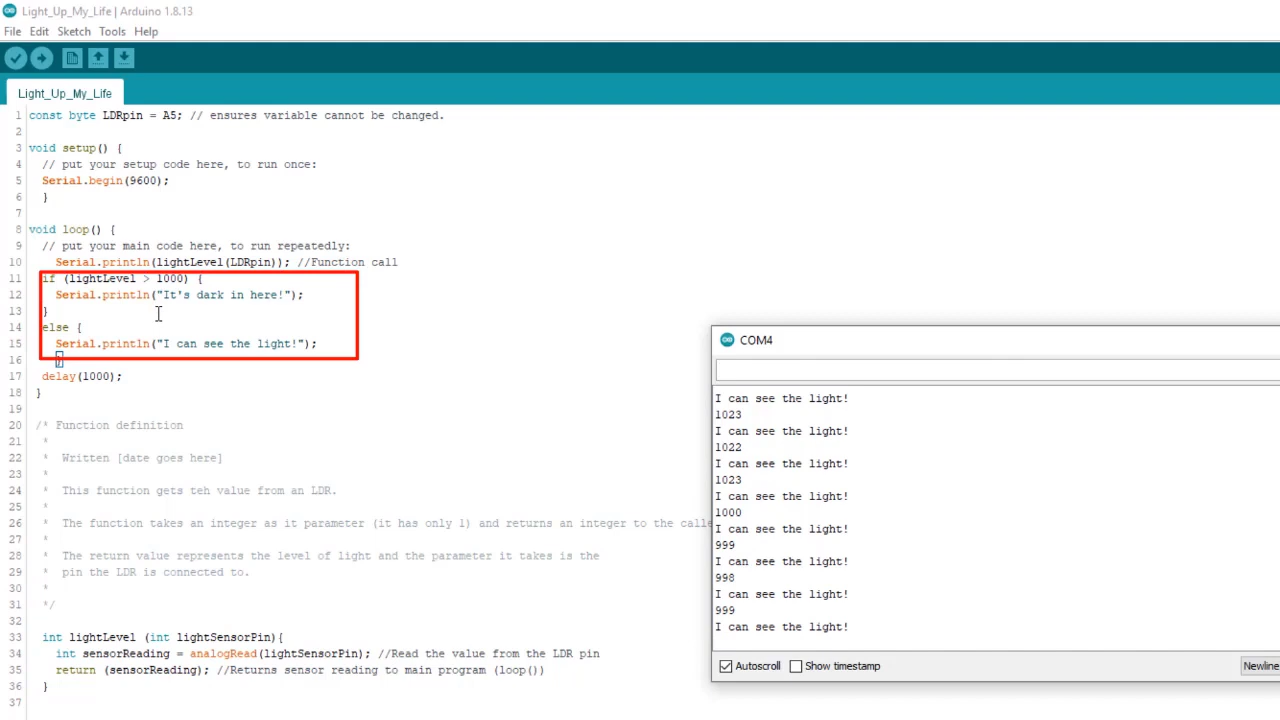 Light_Up_My_Life | Arduino 1.8.13
File Edit Sketch Tools Help
Light_Up_My_Life
1 const byte LDRpin = A5; // ensures variable cannot be changed.
2
3 void setup() {
4 // put your setup code here, to run once:
5 Serial.begin(9600);
6 }
7
8 void loop() {
9 // put your main code here, to run repeatedly:
10 Serial.println(lightLevel(LDRpin)); //Function call
11 if (lightLevel > 1000) {
12 Serial.println("It's dark in here!");
13 }
14 else {
15 Serial.println("I can see the light!");
16 }
17 delay(1000);
18 }
19
20 /* Function definition
21 *
22 * Written [date goes here]
23 *
24 * This function gets teh value from an LDR.
25 *
26 * The function takes an integer as it parameter (it has only 1) and returns an integer to the calle
27 *
28 * The return value represents the level of light and the parameter it takes is the
29 * pin the LDR is connected to.
30 *
31 */
32
33 int lightLevel (int lightSensorPin){
34 int sensorReading = analogRead(lightSensorPin); //Read the value from the LDR pin
35 return (sensorReading); //Returns sensor reading to main program (loop())
36 }
37
COM4
I can see the light!
1023
I can see the light!
1022
I can see the light!
1023
I can see the light!
1000
I can see the light!
999
I can see the light!
998
I can see the light!
999
I can see the light!
Autoscroll Show timestamp
Newline